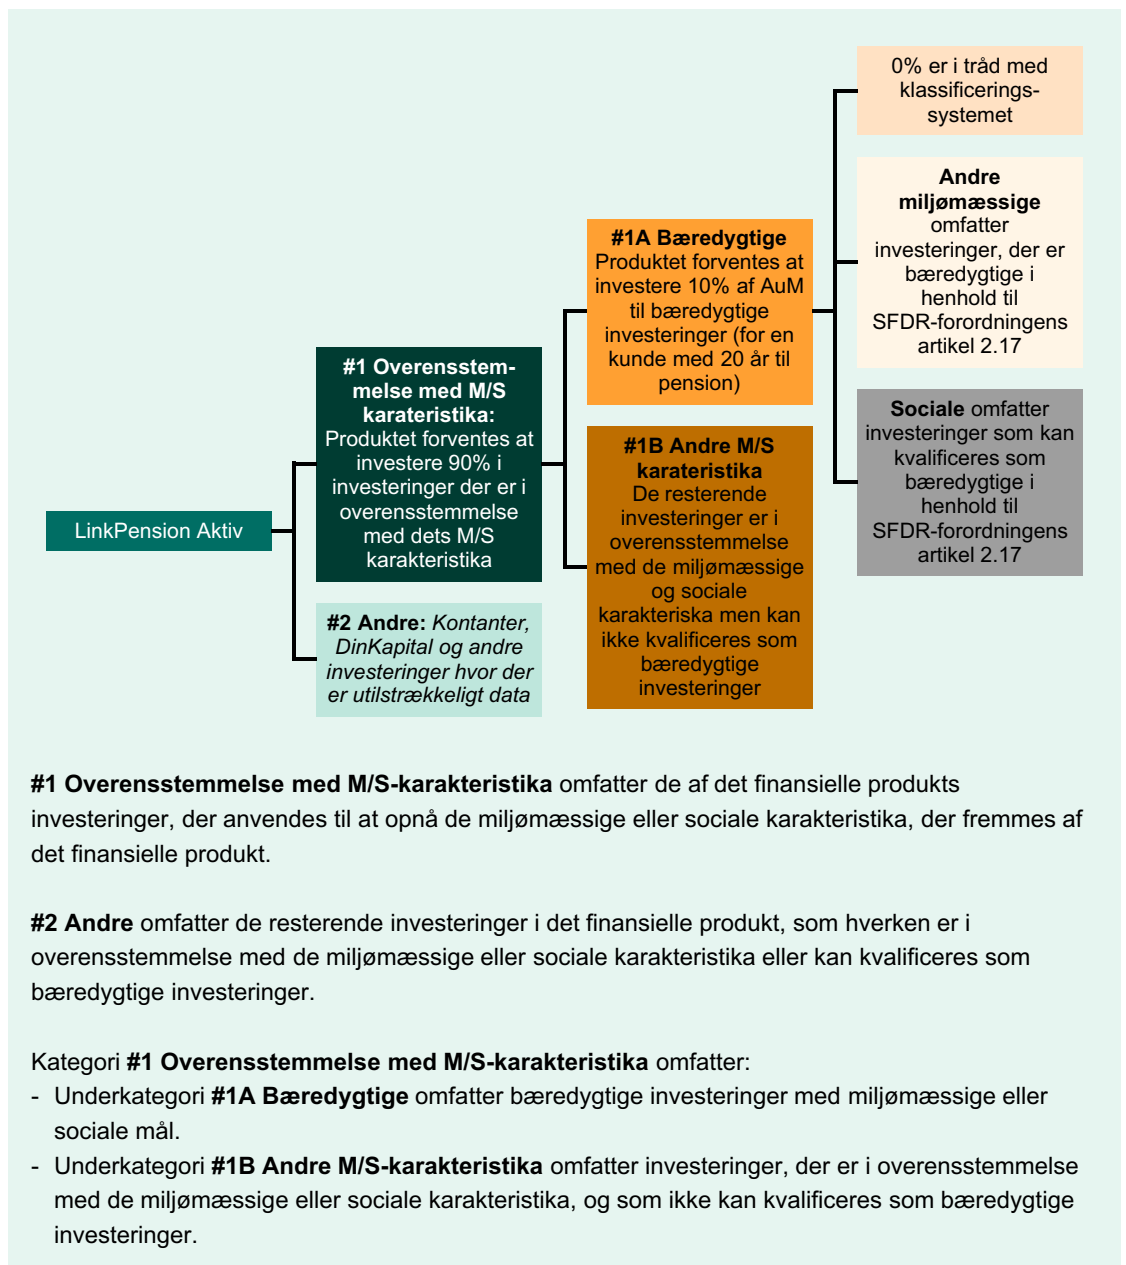 LinkPension Aktiv
#1 Overensstem-
melse med M/S
karateristika:
Produktet forventes at
investere 90% i
investeringer der er i
overensstemmelse
med dets M/S
karakteristika
#2 Andre: Kontanter,
DinKapital og andre
investeringer hvor der
er utilstrækkeligt data
#1A Bæredygtige
Produktet forventes at
investere 10% af AuM
til bæredygtige
investeringer (for en
kunde med 20 år til
pension)
#1B Andre M/S
karateristika
De resterende
investeringer er i
overensstemmelse
med de miljømæssige
og sociale
karakteriska men kan
ikke kvalificeres som
bæredygtige
investeringer
0% er i tråd med
klassificerings-
systemet
Andre
miljømæssige
omfatter
investeringer, der er
bæredygtige i
henhold til
SFDR-forordningens
artikel 2.17
Sociale omfatter
investeringer som kan
kvalificeres som
bæredygtige i
henhold til
SFDR-forordningens
artikel 2.17
#1 Overensstemmelse med M/S-karakteristika omfatter de af det finansielle produkts
investeringer, der anvendes til at opnå de miljømæssige eller sociale karakteristika, der fremmes af
det finansielle produkt.
#2 Andre omfatter de resterende investeringer i det finansielle produkt, som hverken er i
overensstemmelse med de miljømæssige eller sociale karakteristika eller kan kvalificeres som
bæredygtige investeringer.
Kategori #1 Overensstemmelse med M/S-karakteristika omfatter:
- Underkategori #1A Bæredygtige omfatter bæredygtige investeringer med miljømæssige eller
sociale mål.
- Underkategori #1B Andre M/S-karakteristika omfatter investeringer, der er i overensstemmelse
med de miljømæssige eller sociale karakteristika, og som ikke kan kvalificeres som bæredygtige
investeringer.